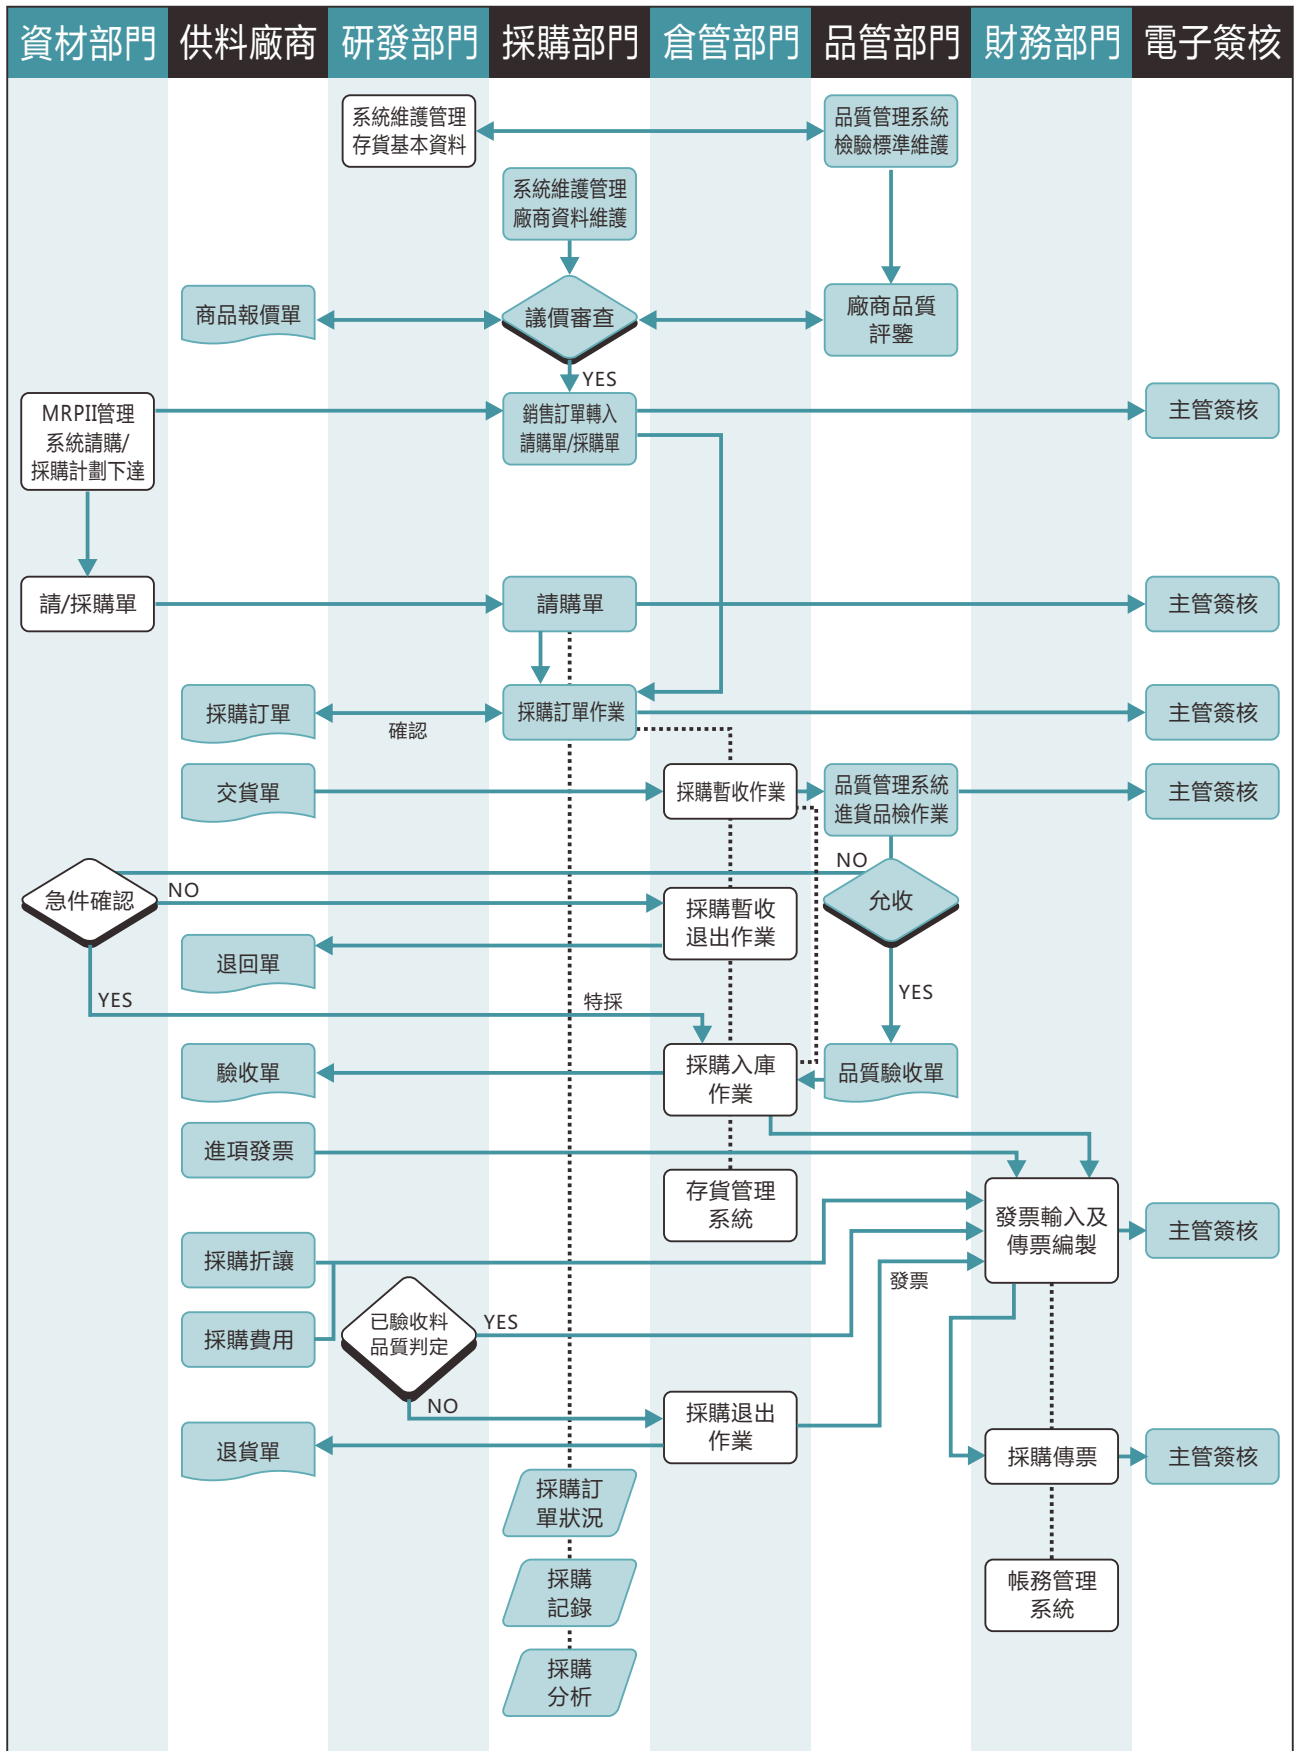 資材部門
供料廠商
研發部門
採購部門
倉管部門
品管部門
財務部門
電子簽核
系統維護管理
存貨基本資料
品質管理系統
檢驗標準維護
系統維護管理
廠商資料維護
商品報價單
議價審查
廠商品質
評鑒
YES
MRPII管理
系統請購/
採購計劃下達
銷售訂單轉入
請購單/採購單
主管簽核
請/採購單
請購單
主管簽核
採購訂單
確認
採購訂單作業
主管簽核
交貨單
採購暫收作業
品質管理系統
進貨品檢作業
主管簽核
NO
急件確認
NO
採購暫收
退出作業
允收
退回單
YES
特採
YES
驗收單
採購入庫
作業
品質驗收單
進項發票
存貨管理
系統
發票輸入及
傳票編製
主管簽核
採購折讓
發票
採購費用
已驗收料
品質判定
YES
NO
採購退出
作業
退貨單
採購傳票
主管簽核
採購訂
單狀況
採購
記錄
帳務管理
系統
採購
分析